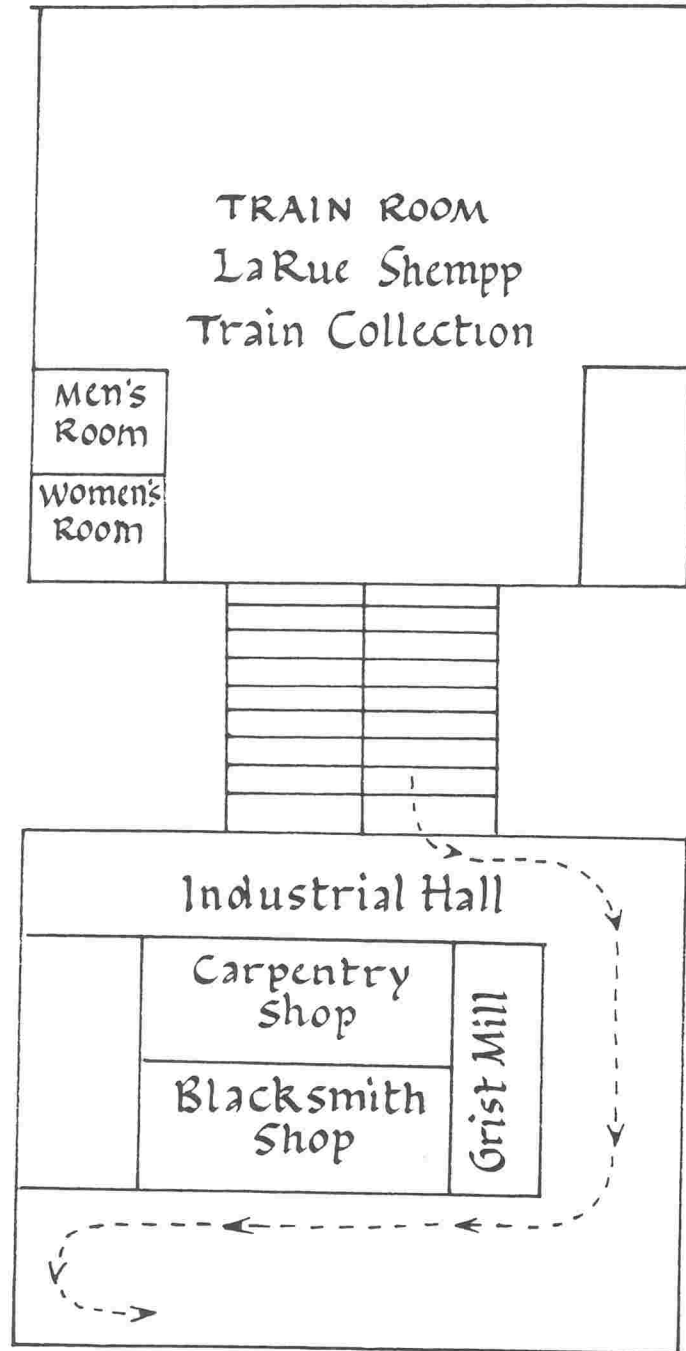 TRAIN ROOM
LaRue Shempp
Train Collection
Men's
Room
Women's
Room
Industrial Hall
Carpentry
Shop
Blacksmith
Shop
Grist Mill